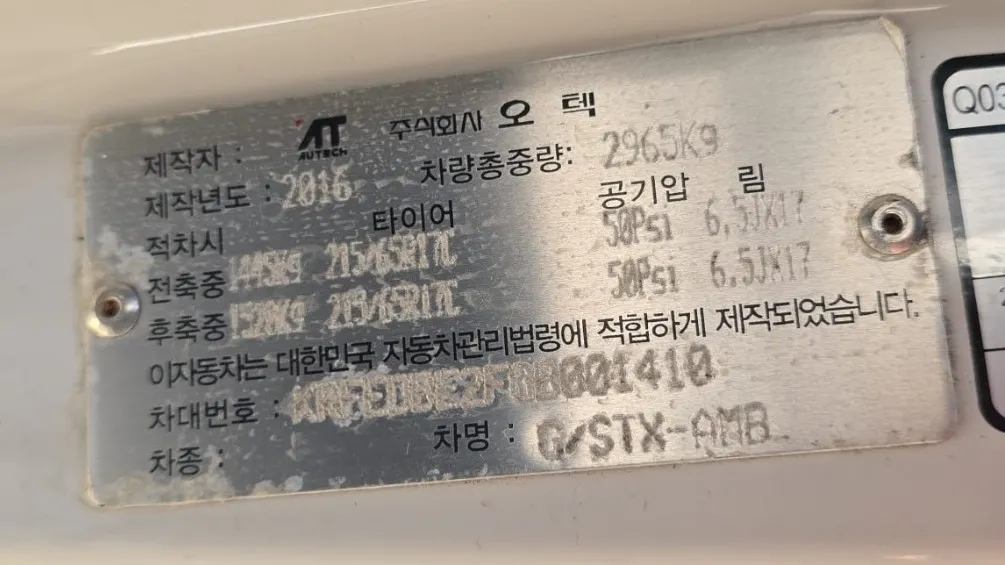 제작자 : AT AUTECH 주식회사 오 텍
제작년도 : 2016 차량총중량: 2965Kg
적차시 타이어 공기압 림
전축중 1445Kg 215/65R17C 50Psi 6.5JX17
후축중 1520Kg 215/65R17C 50Psi 6.5JX17
이자동차는 대한민국 자동차관리법령에 적합하게 제작되었습니다.
차대번호 :
차종 : 차명 : G/STX-AMB
Q03